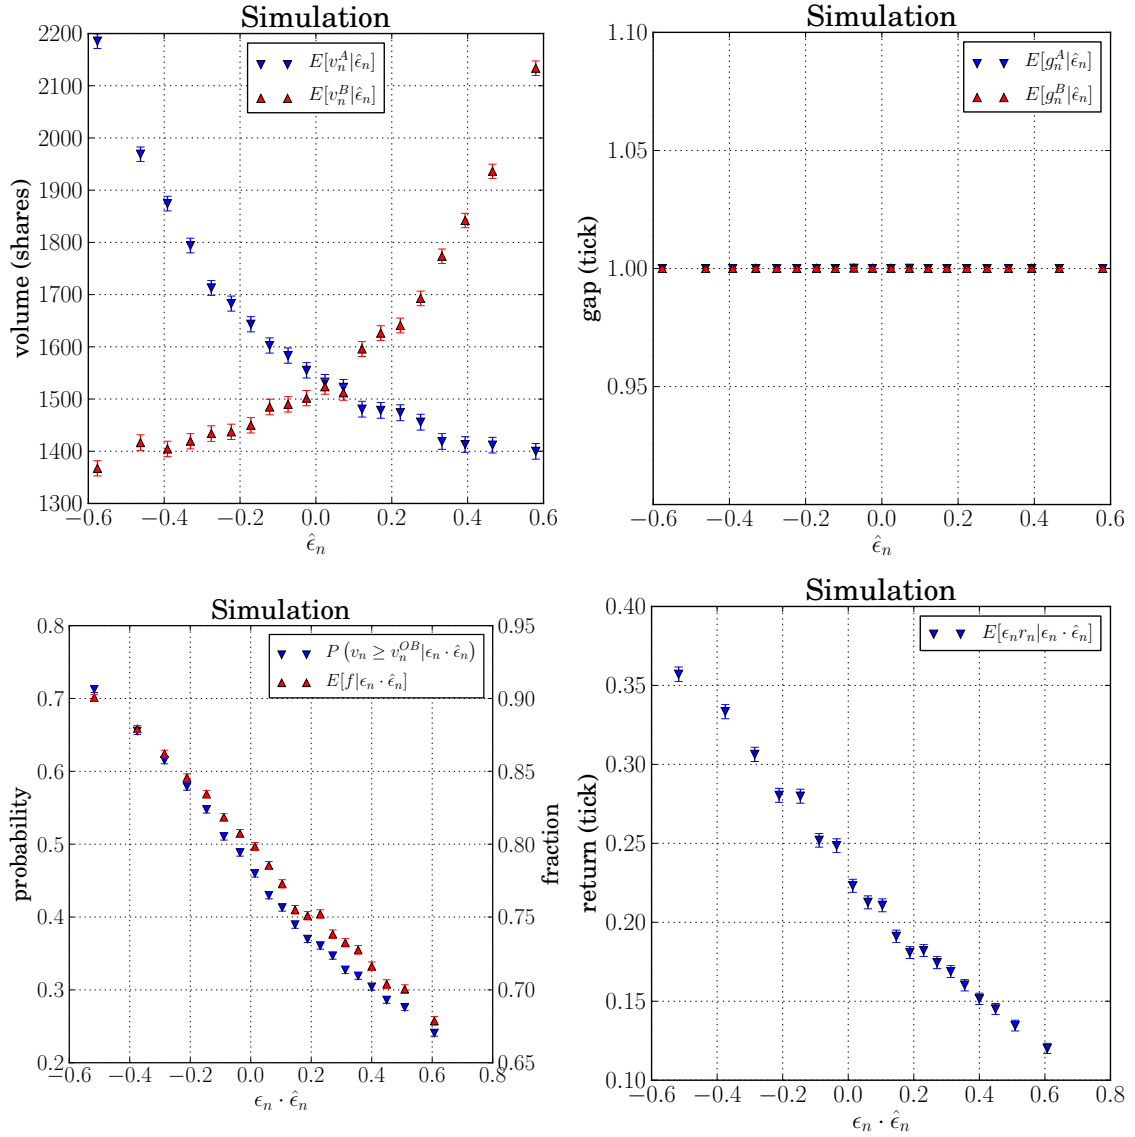 Simulation
2200
2100
2000
1900
1800
1700
1600
1500
1400
1300
volume (shares)
E[v_n^A|ε̂_n]
E[v_n^B|ε̂_n]
−0.6 −0.4 −0.2 0.0 0.2 0.4 0.6
ε̂_n
Simulation
1.10
1.05
1.00
0.95
gap (tick)
E[g_n^A|ε̂_n]
E[g_n^B|ε̂_n]
−0.6 −0.4 −0.2 0.0 0.2 0.4 0.6
ε̂_n
Simulation
0.8
0.7
0.6
0.5
0.4
0.3
0.2
probability
P (v_n ≥ v_n^{OB}|ε_n · ε̂_n)
E[f|ε_n · ε̂_n]
0.95
0.90
0.85
0.80
0.75
0.70
0.65
fraction
−0.6 −0.4 −0.2 0.0 0.2 0.4 0.6 0.8
ε_n · ε̂_n
Simulation
0.40
0.35
0.30
0.25
0.20
0.15
0.10
return (tick)
E[ε_n r_n|ε_n · ε̂_n]
−0.6 −0.4 −0.2 0.0 0.2 0.4 0.6 0.8
ε_n · ε̂_n